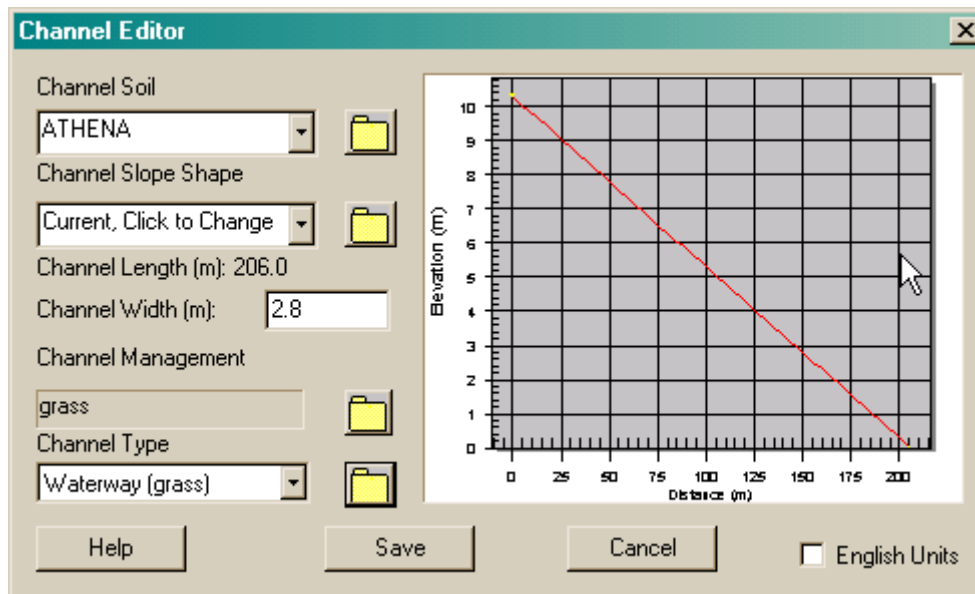 Channel Editor
Channel Soil
ATHENA
Channel Slope Shape
Current, Click to Change
Channel Length (m): 206.0
Channel Width (m): 2.8
Channel Management
grass
Channel Type
Waterway (grass)
Elevation (m)
10
9
8
7
6
5
4
3
2
1
0
0 25 50 75 100 125 150 175 200
Distance (m)
Help Save Cancel English Units